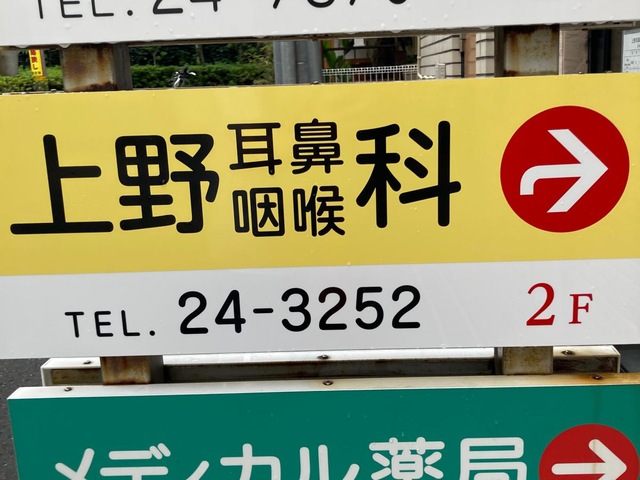 上野耳鼻咽喉科
TEL. 24-3252
2F
メディカル薬局